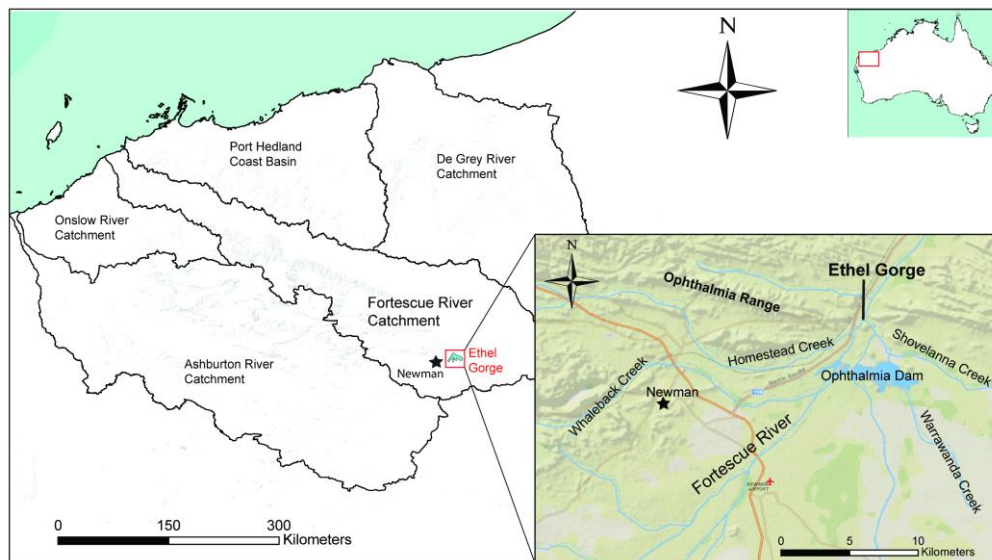 N
Port Hedland
Coast Basin
De Grey River
Catchment
Onslow River
Catchment
Fortescue River
Catchment
Ashburton River
Catchment
Newman
Ethel
Gorge
0
150
300
Kilometers
N
Ethel Gorge
Ophthalmia Range
Homestead Creek
Shovelanna Creek
Ophthalmia Dam
Whaleback Creek
Newman
Fortescue River
Warrawanda Creek
NEWMAN
AIRPORT
0
5
10
Kilometers